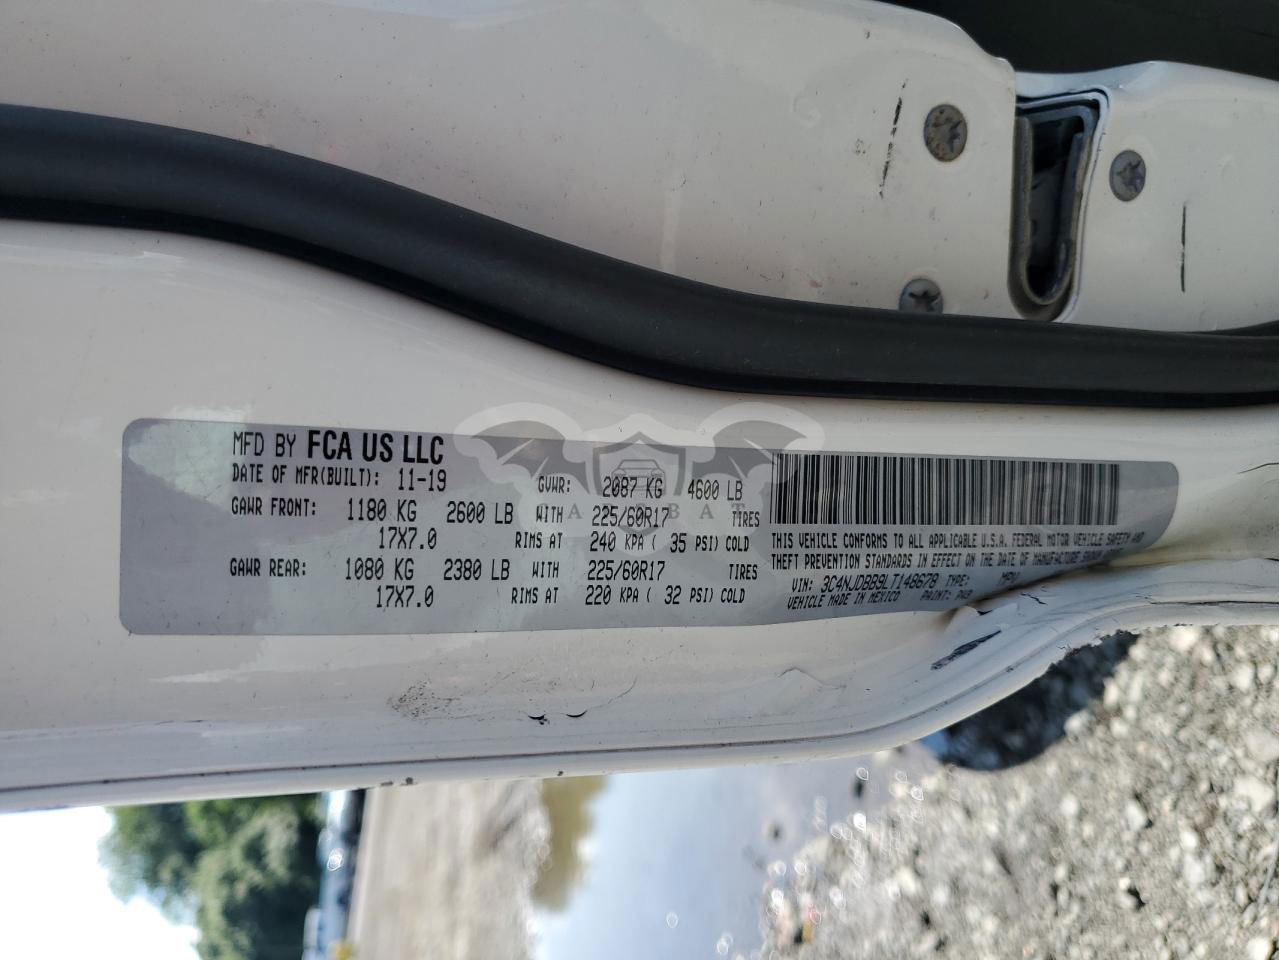 MFD BY FCA US LLC
DATE OF MFR(BUILT): 11-19 GVWR: 2087 KG 4600 LB
GAWR FRONT: 1180 KG 2600 LB WITH 225/60R17 TIRES
17X7.0 RIMS AT 240 KPA ( 35 PSI) COLD
GAWR REAR: 1080 KG 2380 LB WITH 225/60R17 TIRES
17X7.0 RIMS AT 220 KPA ( 32 PSI) COLD
THIS VEHICLE CONFORMS TO ALL APPLICABLE U.S.A. FEDERAL MOTOR VEHICLE SAFETY AND
THEFT PREVENTION STANDARDS IN EFFECT ON THE DATE OF MANUFACTURE SHOWN ABOVE.
VIN: 3C4NJDBB9LT148678 TYPE: MPV
VEHICLE MADE IN MEXICO PAINT: PW3